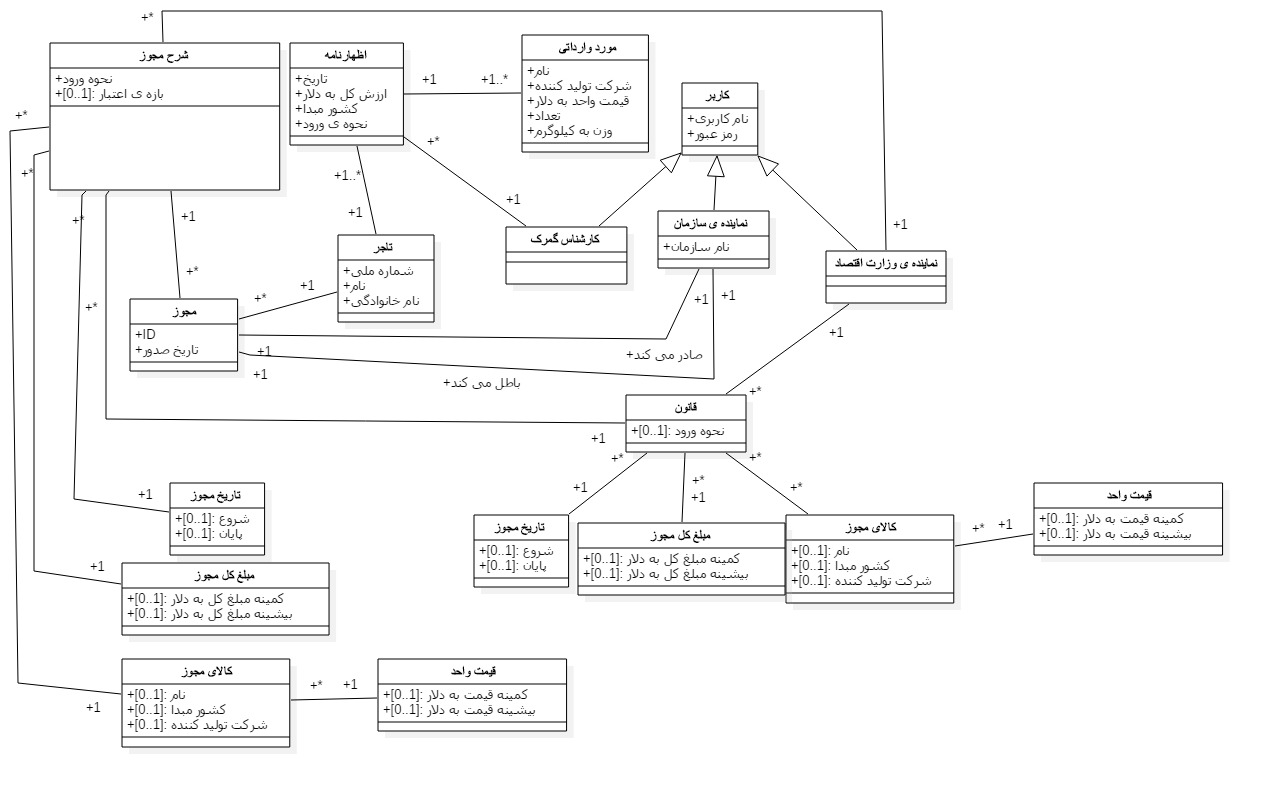 +*
شرح مجوز
+نحوه ورود
+بازه ی اعتبار :[0..1]
اظهارنامه
+تاریخ
+ارزش کل به دلار
+کشور مبدا
+نحوه ی ورود
+1
+1..*
مورد وارداتی
+نام
+شرکت تولید کننده
+قیمت واحد به دلار
+تعداد
+وزن به کیلوگرم
کاربر
+نام کاربری
+رمز عبور
+*
+*
+*
+1
+1..*
+1
+*
+1
+*
+*
کارشناس گمرک
نماینده ی سازمان
+نام سازمان
+1
نماینده ی وزارت اقتصاد
تاجر
+شماره ملی
+نام
+نام خانوادگی
+*
+1
مجوز
+ID
+تاریخ صدور
+1
+1
+1
+1
+صادر می کند
+باطل می کند
+1
+*
قانون
+نحوه ورود :[0..1]
+1
+*
+1
+*
+1
+*
+*
تاریخ مجوز
+شروع :[0..1]
+پایان :[0..1]
+1
مبلغ کل مجوز
+کمینه مبلغ کل به دلار :[0..1]
+بیشینه مبلغ کل به دلار :[0..1]
+1
تاریخ مجوز
+شروع :[0..1]
+پایان :[0..1]
مبلغ کل مجوز
+کمینه مبلغ کل به دلار :[0..1]
+بیشینه مبلغ کل به دلار :[0..1]
کالای مجوز
+نام :[0..1]
+کشور مبدا :[0..1]
+شرکت تولید کننده :[0..1]
+*
+1
قیمت واحد
+کمینه قیمت به دلار :[0..1]
+بیشینه قیمت به دلار :[0..1]
کالای مجوز
+نام :[0..1]
+کشور مبدا :[0..1]
+شرکت تولید کننده :[0..1]
+1
+*
+1
قیمت واحد
+کمینه قیمت به دلار :[0..1]
+بیشینه قیمت به دلار :[0..1]